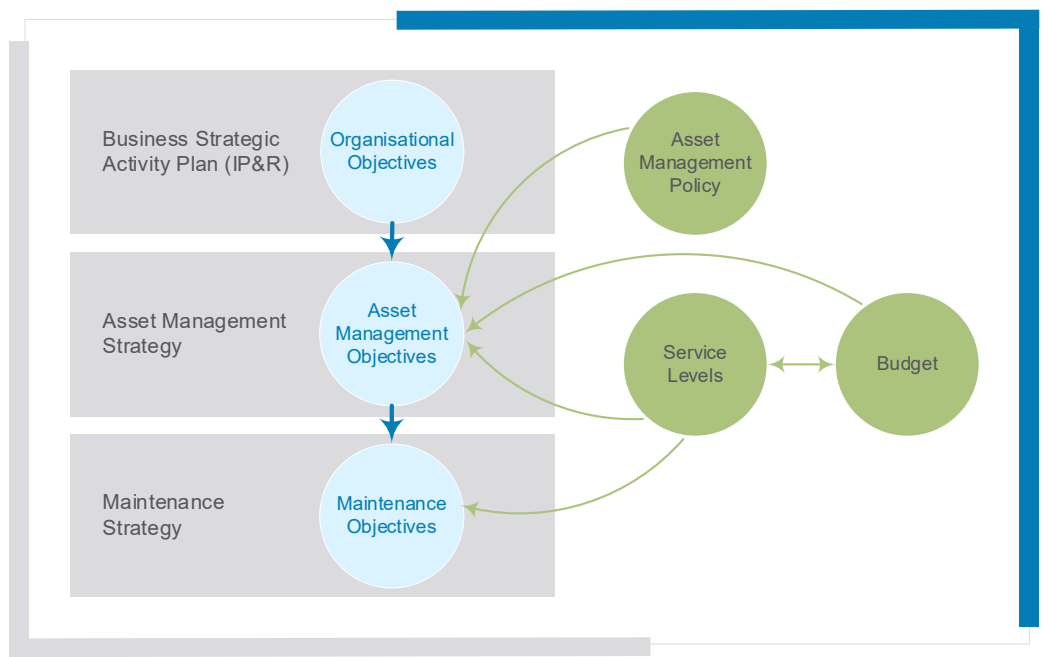 Business Strategic
Activity Plan (IP&R)
Organisational
Objectives
Asset
Management
Policy
Asset Management
Strategy
Asset
Management
Objectives
Service
Levels
Budget
Maintenance
Strategy
Maintenance
Objectives